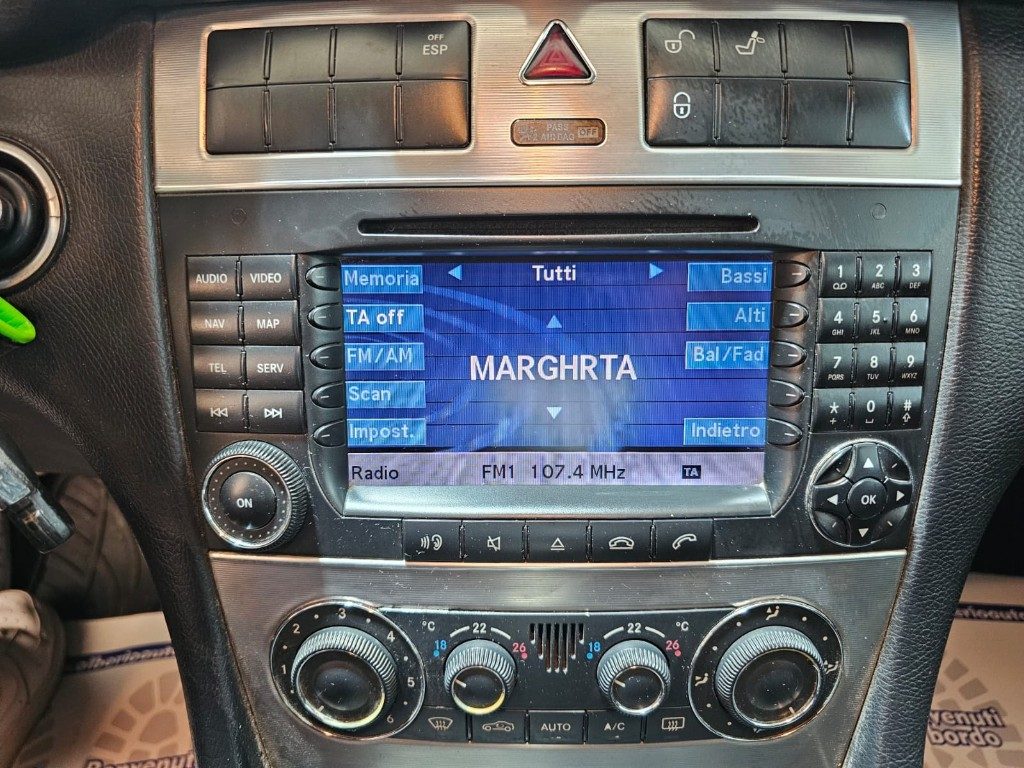 OFF
ESP
PASS
AIRBAG OFF
AUDIO VIDEO
NAV MAP
TEL SERV
ON
Memoria Tutti Bassi
TA off Alti
FM/AM MARGHRTA Bal/Fad
Scan
Impost. Indietro
Radio FM1 107.4 MHz TA
1 2 ABC 3 DEF
4 GHI 5 JKL 6 MNO
7 PQRS 8 TUV 9 WXYZ
* + 0 #
OK
1 2 3 4 5 6
°C 18 22 26
18 22 26 °C
AUTO A/C
Benvenuti
Benvenuti
bordo